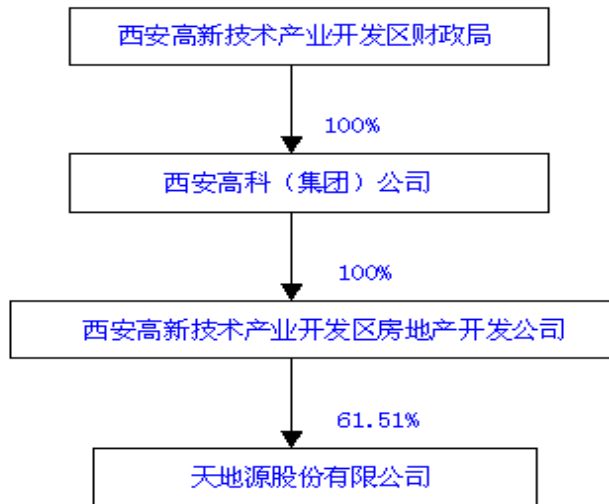 西安高新技术产业开发区财政局
100%
西安高科（集团）公司
100%
西安高新技术产业开发区房地产开发公司
61.51%
天地源股份有限公司